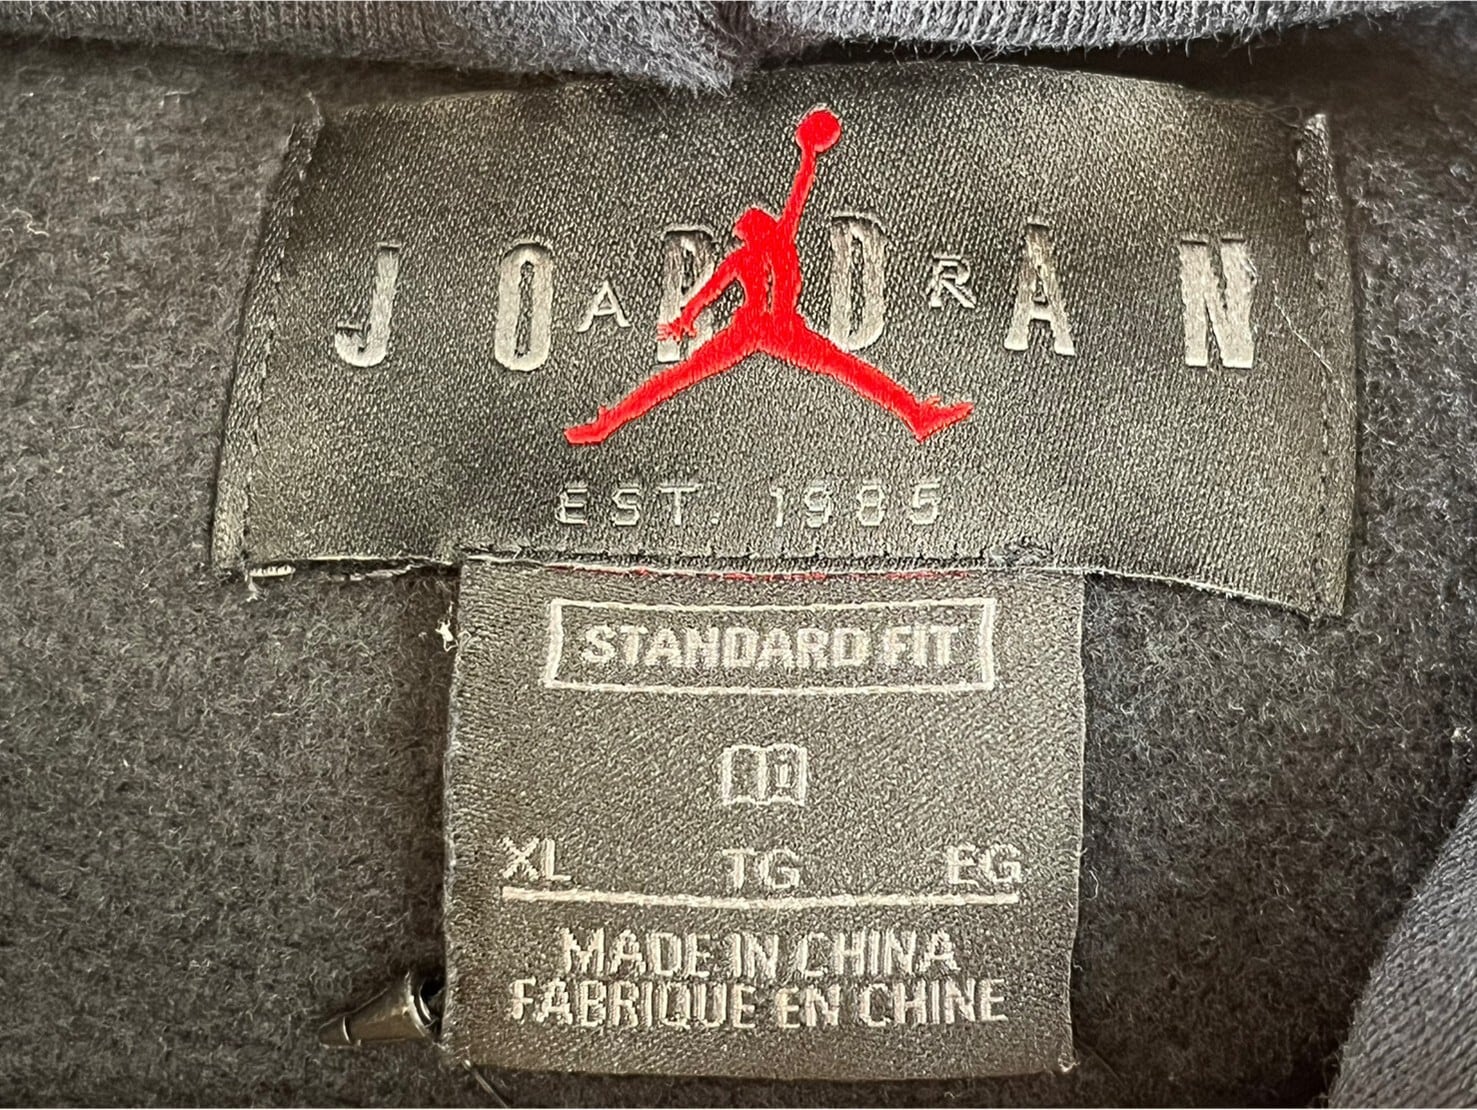 JORDAN
AIR
EST. 1985
STANDARD FIT
i
XL TG EG
MADE IN CHINA
FABRIQUE EN CHINE